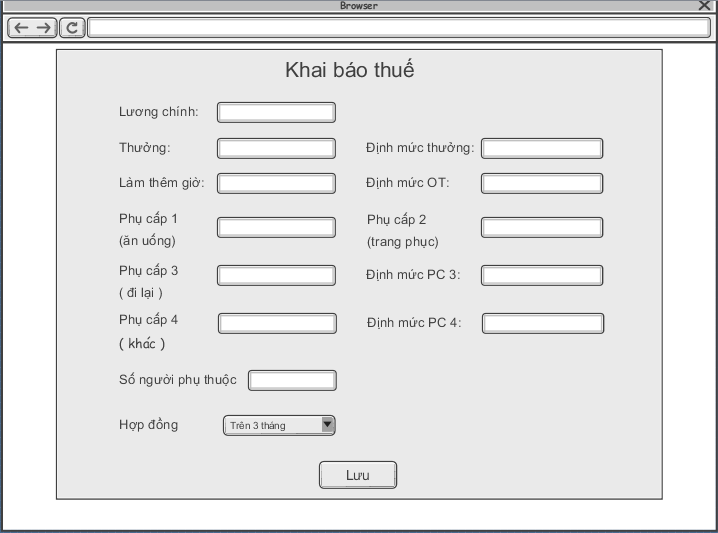 Browser
Khai báo thuế
Lương chính:
Thưởng: Định mức thưởng:
Làm thêm giờ: Định mức OT:
Phụ cấp 1 Phụ cấp 2
(ăn uống) (trang phục)
Phụ cấp 3 Định mức PC 3:
( đi lại )
Phụ cấp 4 Định mức PC 4:
( khác )
Số người phụ thuộc
Hợp đồng Trên 3 tháng
Lưu